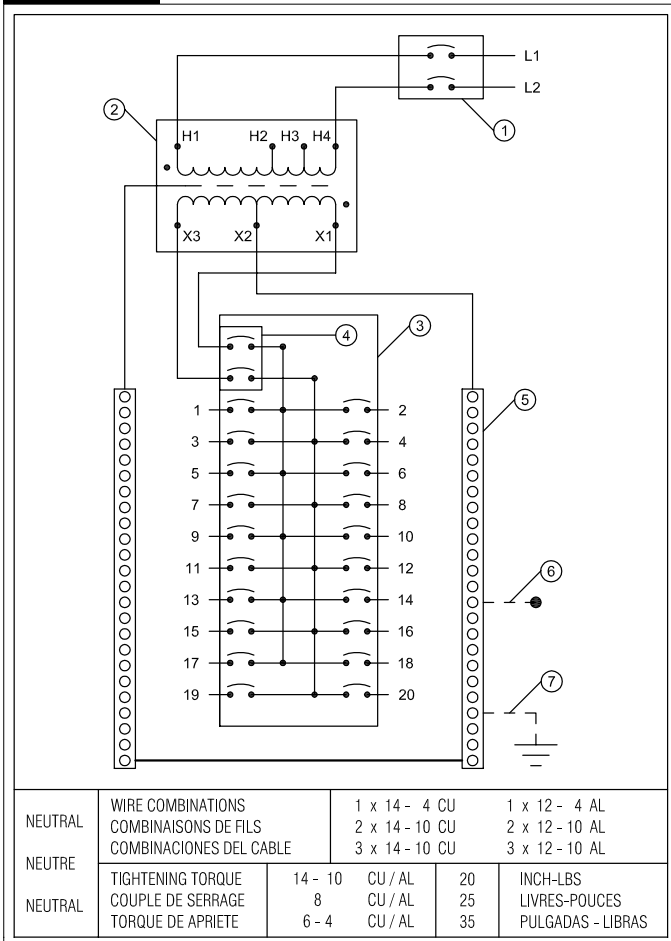 L1
L2
1
2
H1 H2 H3 H4
X3 X2 X1
3
4
5
6
7
1 2
3 4
5 6
7 8
9 10
11 12
13 14
15 16
17 18
19 20
NEUTRAL
NEUTRE
NEUTRAL
WIRE COMBINATIONS 1 x 14 - 4 CU 1 x 12 - 4 AL
COMBINAISONS DE FILS 2 x 14 - 10 CU 2 x 12 - 10 AL
COMBINACIONES DEL CABLE 3 x 14 - 10 CU 3 x 12 - 10 AL
TIGHTENING TORQUE 14 - 10 CU / AL 20 INCH-LBS
COUPLE DE SERRAGE 8 CU / AL 25 LIVRES-POUCES
TORQUE DE APRIETE 6 - 4 CU / AL 35 PULGADAS - LIBRAS